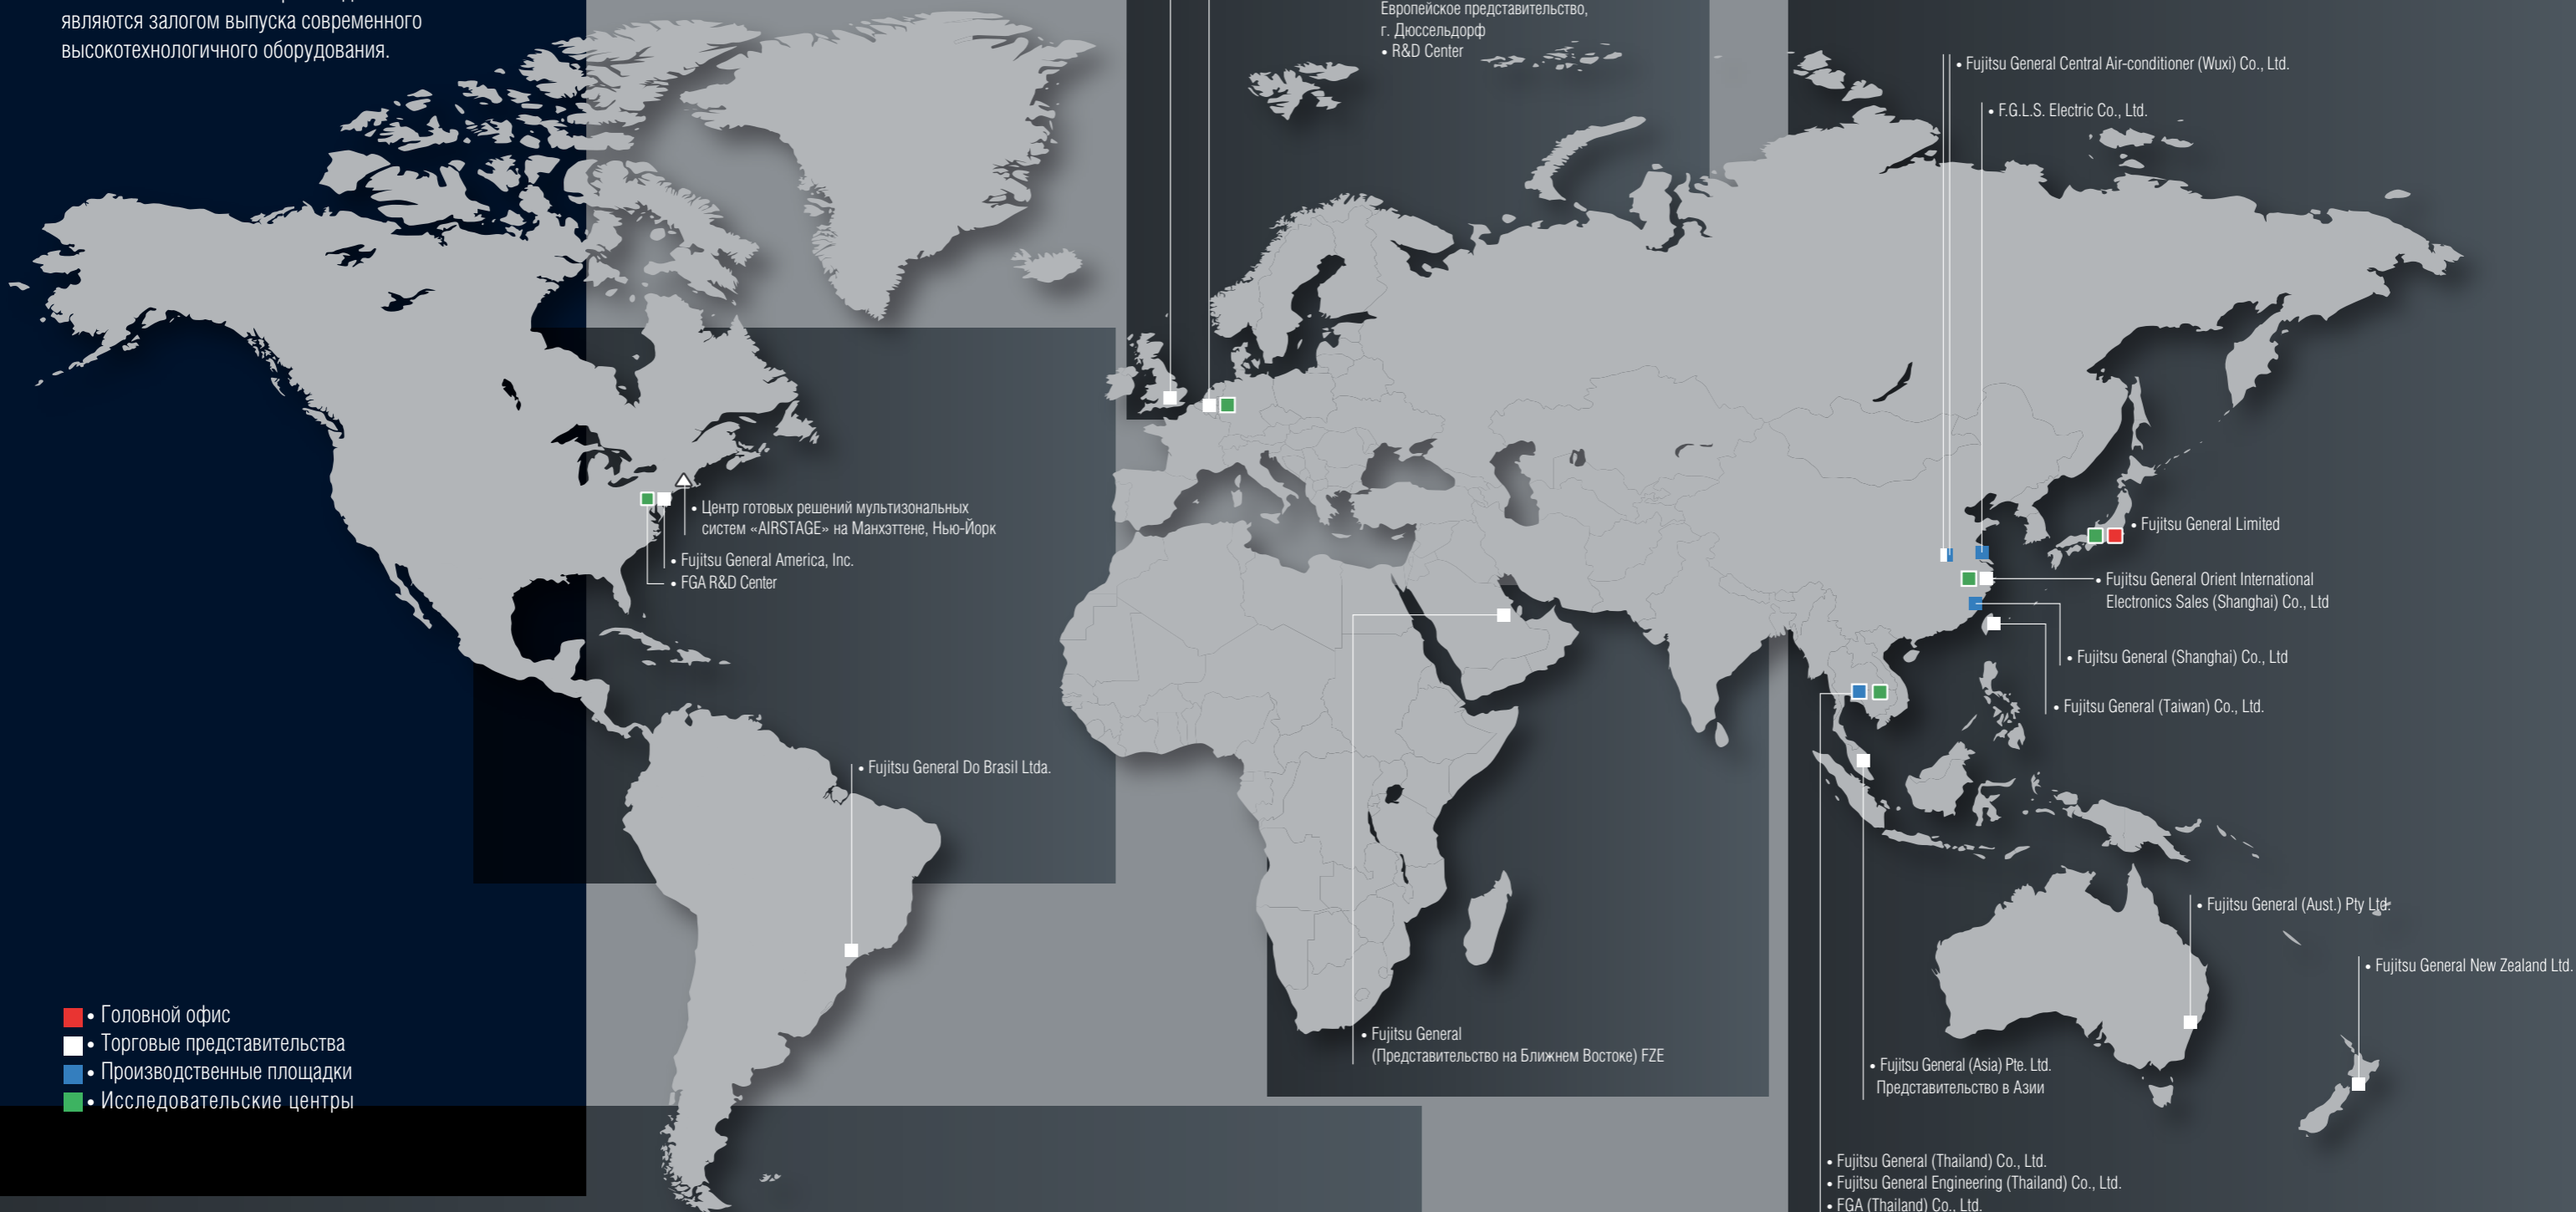 являются залогом выпуска современного
высокотехнологичного оборудования.
Европейское представительство,
г. Дюссельдорф
• R&D Center
• Fujitsu General Central Air-conditioner (Wuxi) Co., Ltd.
• F.G.L.S. Electric Co., Ltd.
• Центр готовых решений мультизональных
систем «AIRSTAGE» на Манхэттене, Нью-Йорк
• Fujitsu General America, Inc.
• FGA R&D Center
• Fujitsu General Limited
• Fujitsu General Orient International
Electronics Sales (Shanghai) Co., Ltd
• Fujitsu General (Shanghai) Co., Ltd
• Fujitsu General (Taiwan) Co., Ltd.
• Fujitsu General Do Brasil Ltda.
• Fujitsu General (Aust.) Pty Ltd.
• Fujitsu General New Zealand Ltd.
• Fujitsu General
(Представительство на Ближнем Востоке) FZE
• Fujitsu General (Asia) Pte. Ltd.
Представительство в Азии
• Fujitsu General (Thailand) Co., Ltd.
• Fujitsu General Engineering (Thailand) Co., Ltd.
• FGA (Thailand) Co., Ltd.
• Головной офис
• Торговые представительства
• Производственные площадки
• Исследовательские центры